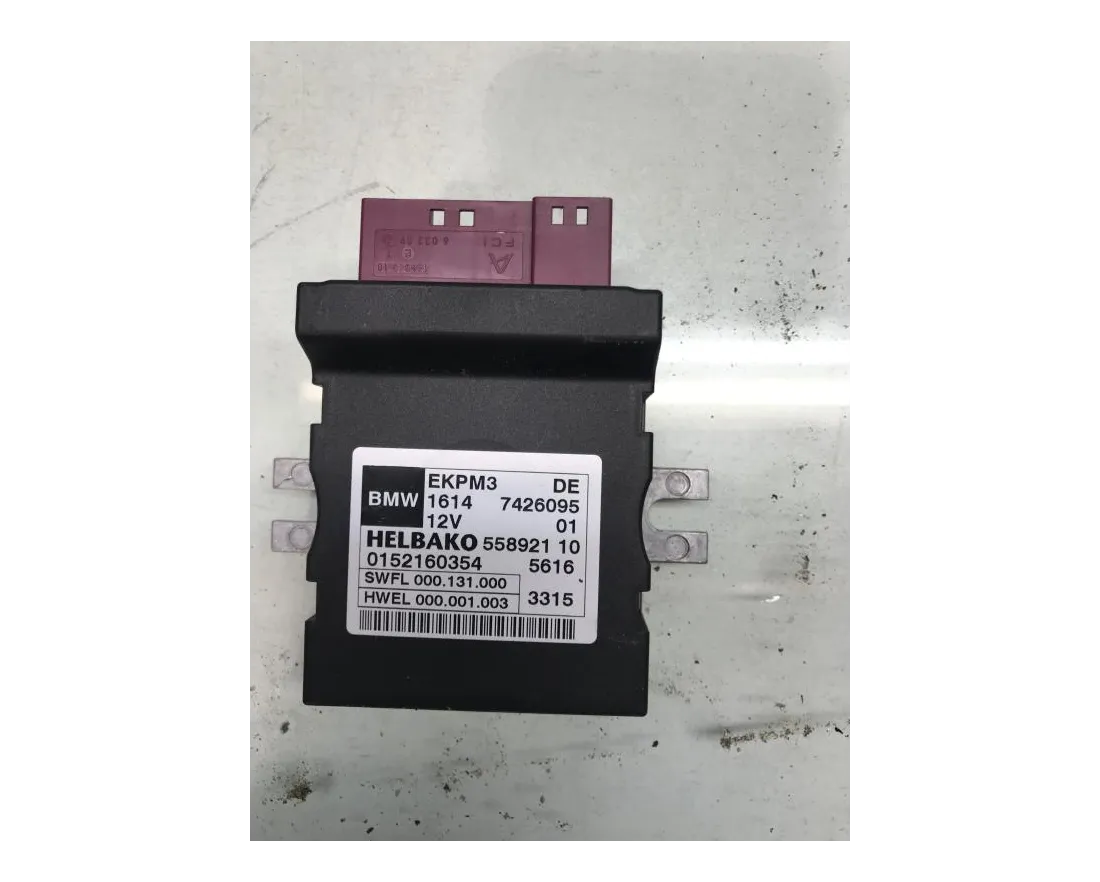 A
FCI
BMW
EKPM3 DE
1614 7426095
12V 01
HELBAKO 558921 10
0152160354 5616
SWFL 000.131.000
HWEL 000.001.003 3315